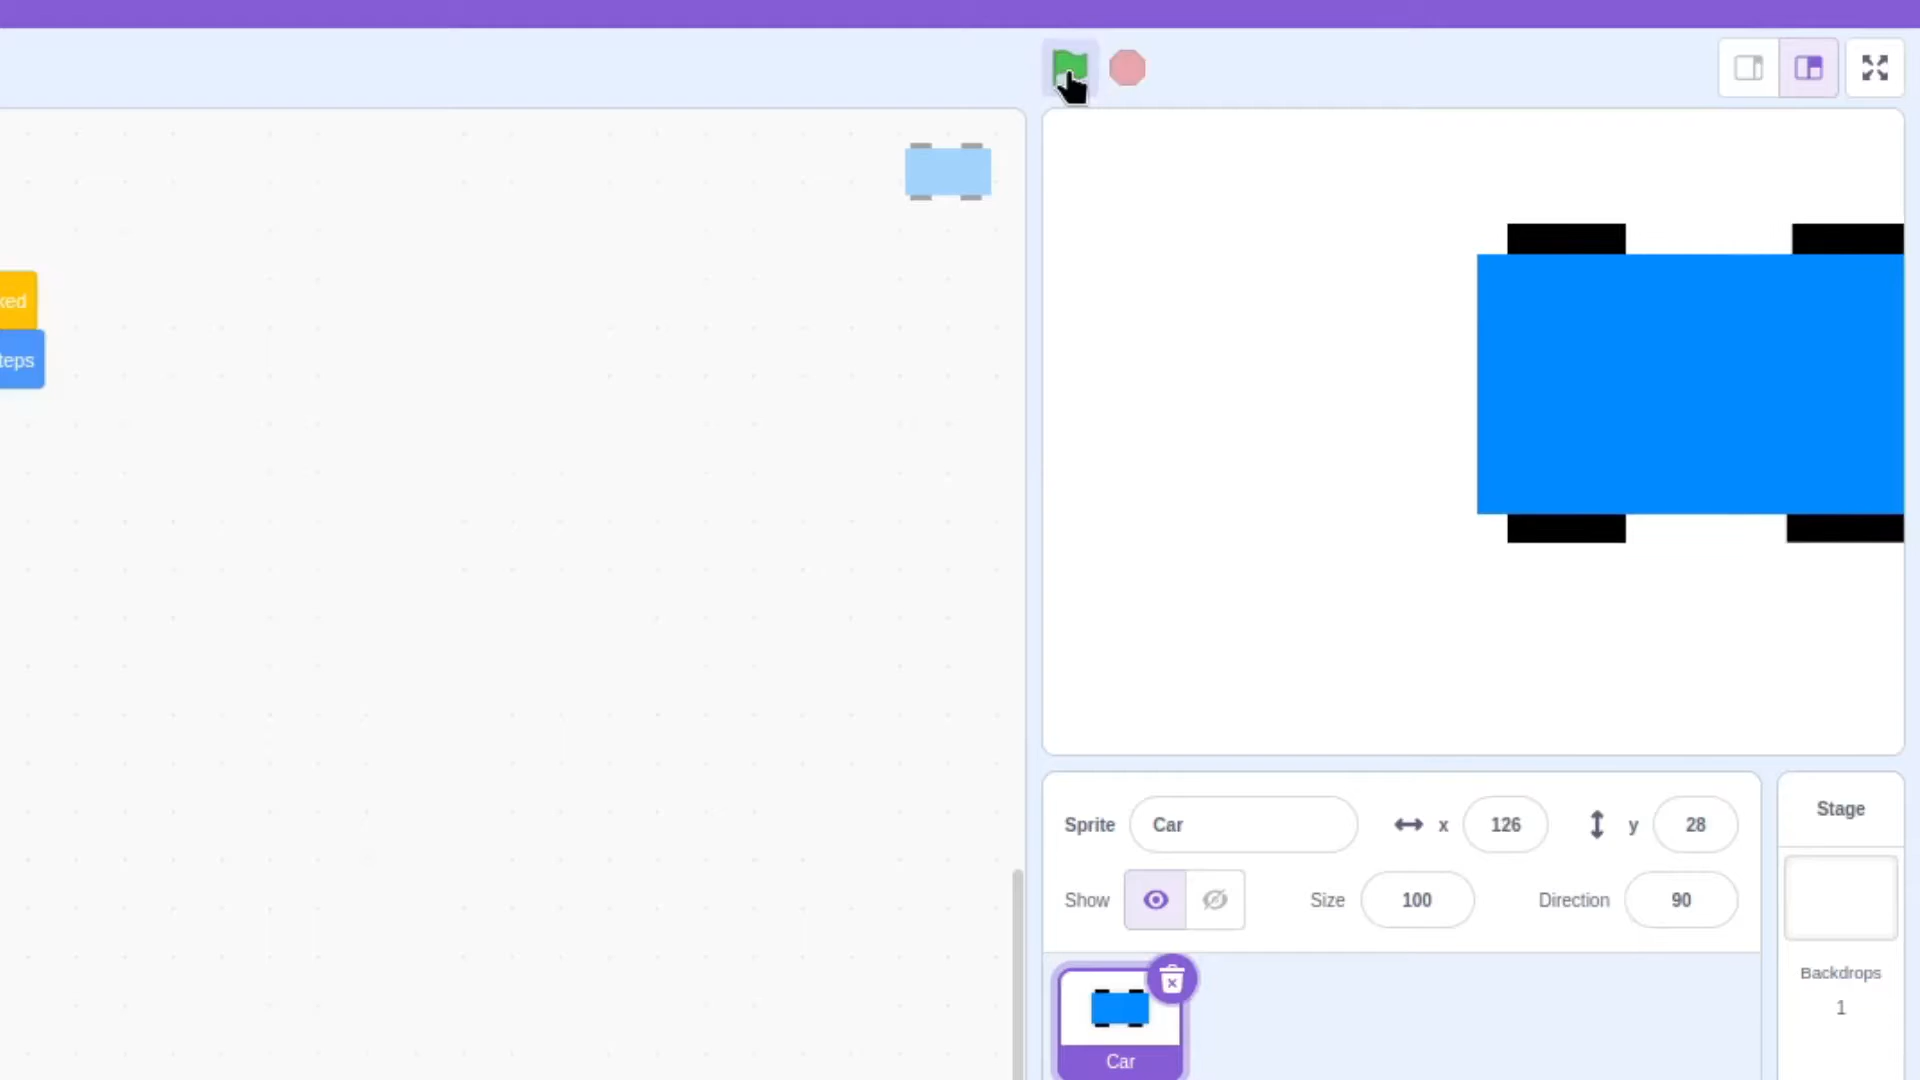 ked
teps
Sprite Car x 126 y 28
Show Size 100 Direction 90
Car
Stage
Backdrops
1